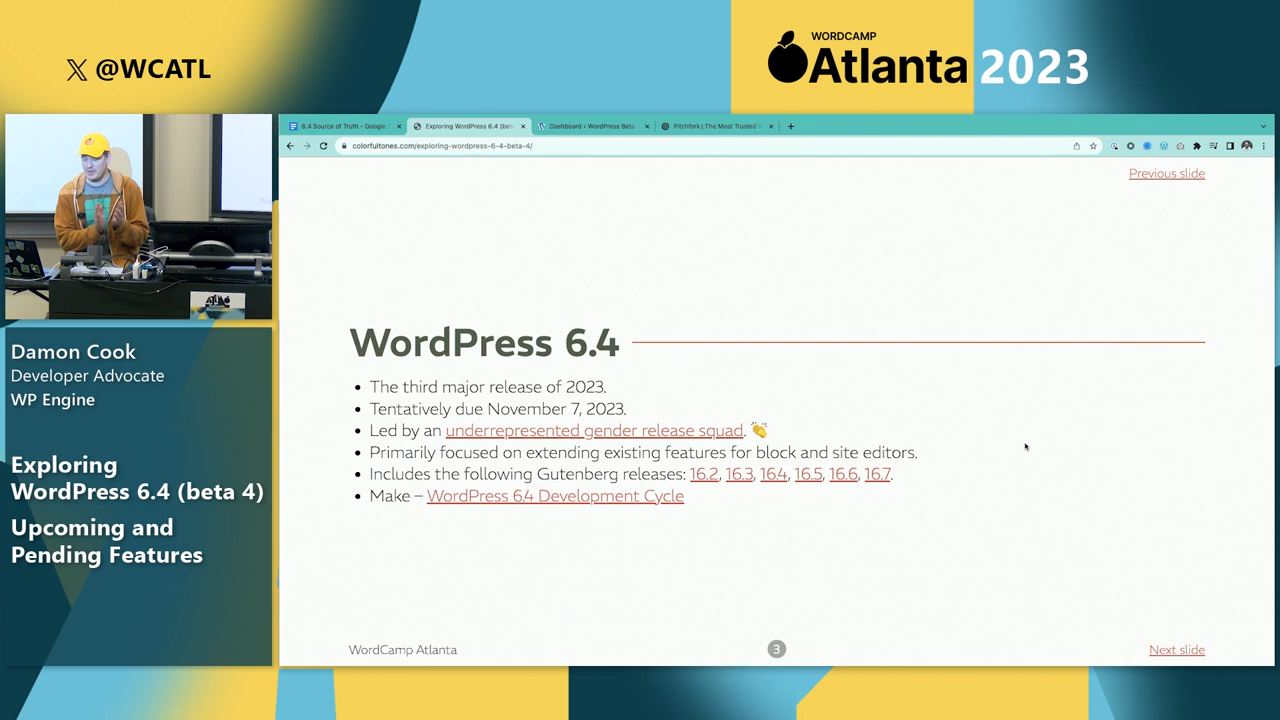 𝕏 @WCATL
WORDCAMP
Atlanta 2023
6.4 Source of Truth - Google
Exploring WordPress 6.4 (beta
Dashboard ‹ WordPress Beta
Pitchfork | The Most Trusted
colorfultones.com/exploring-wordpress-6-4-beta-4/
Previous slide
Damon Cook
Developer Advocate
WP Engine
Exploring
WordPress 6.4 (beta 4)
Upcoming and
Pending Features
WordPress 6.4
• The third major release of 2023.
• Tentatively due November 7, 2023.
• Led by an underrepresented gender release squad. 👏
• Primarily focused on extending existing features for block and site editors.
• Includes the following Gutenberg releases: 16.2, 16.3, 16.4, 16.5, 16.6, 16.7.
• Make – WordPress 6.4 Development Cycle
WordCamp Atlanta
3
Next slide